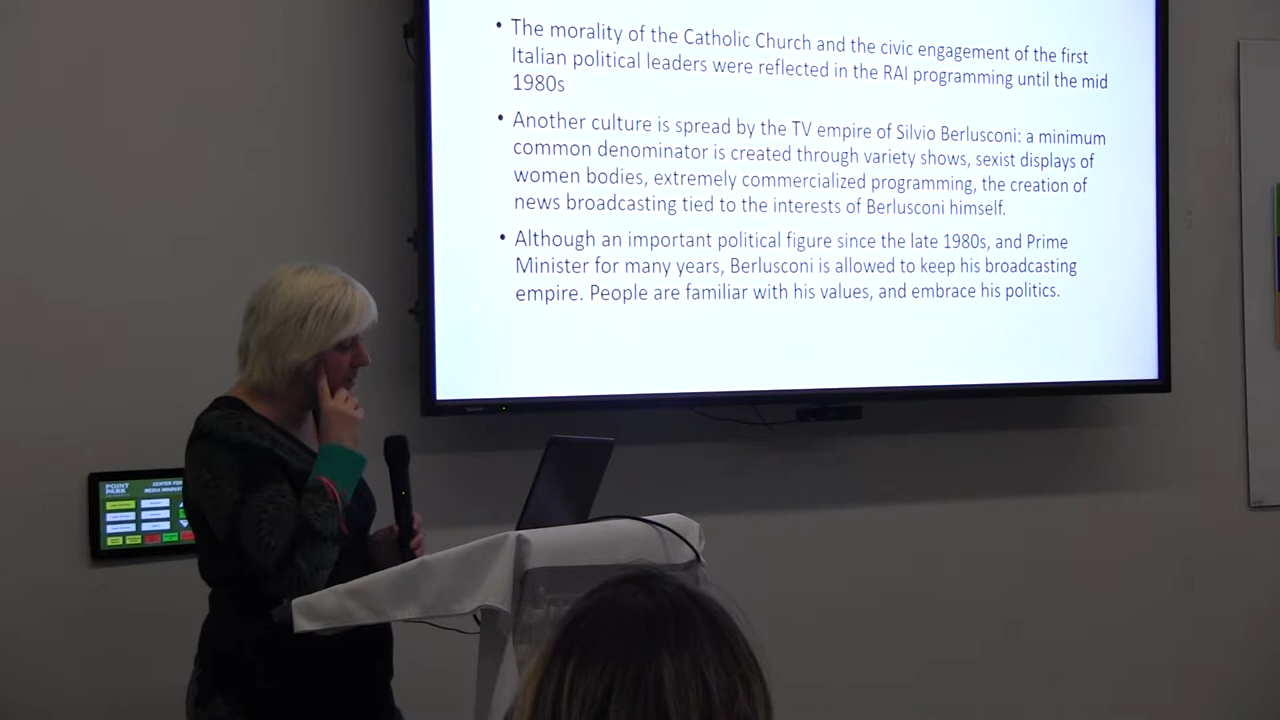 • The morality of the Catholic Church and the civic engagement of the first
Italian political leaders were reflected in the RAI programming until the mid
1980s
• Another culture is spread by the TV empire of Silvio Berlusconi: a minimum
common denominator is created through variety shows, sexist displays of
women bodies, extremely commercialized programming, the creation of
news broadcasting tied to the interests of Berlusconi himself.
• Although an important political figure since the late 1980s, and Prime
Minister for many years, Berlusconi is allowed to keep his broadcasting
empire. People are familiar with his values, and embrace his politics.
POINT
PARK
UNIVERSITY
CENTER FOR
MEDIA INNOVAT